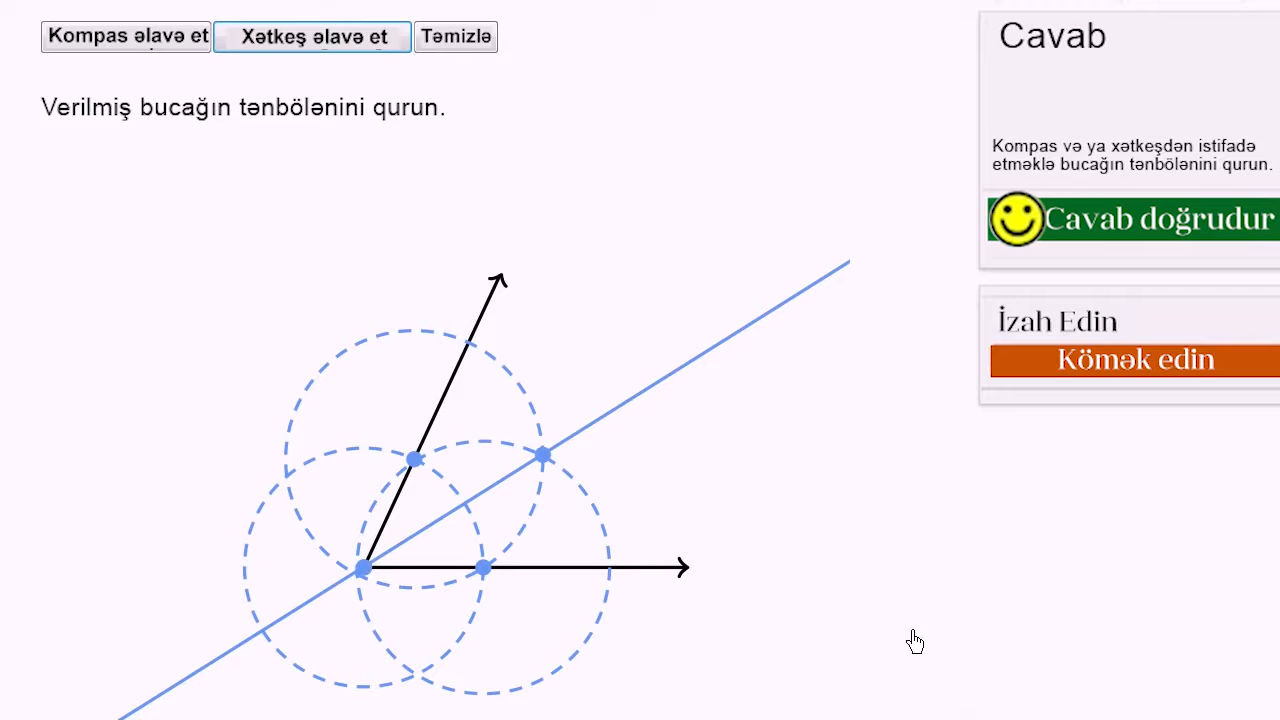 Kompas əlavə et
Xətkeş əlavə et
Təmizlə
Verilmiş bucağın tənbölənini qurun.
Cavab
Kompas və ya xətkeşdən istifadə
etməklə bucağın tənbölənini qurun.
Cavab doğrudur
İzah Edin
Kömək edin